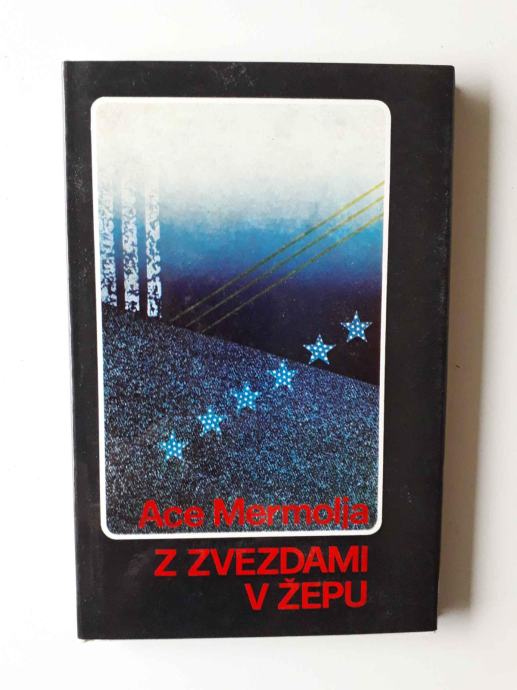 Ace Mermolja
Z ZVEZDAMI
V ŽEPU